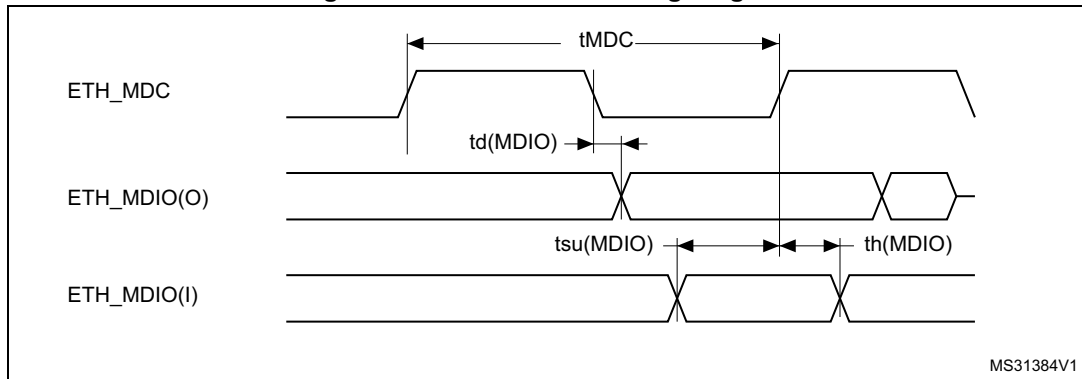 tMDC
ETH_MDC
td(MDIO)
ETH_MDIO(O)
tsu(MDIO)
th(MDIO)
ETH_MDIO(I)
MS31384V1